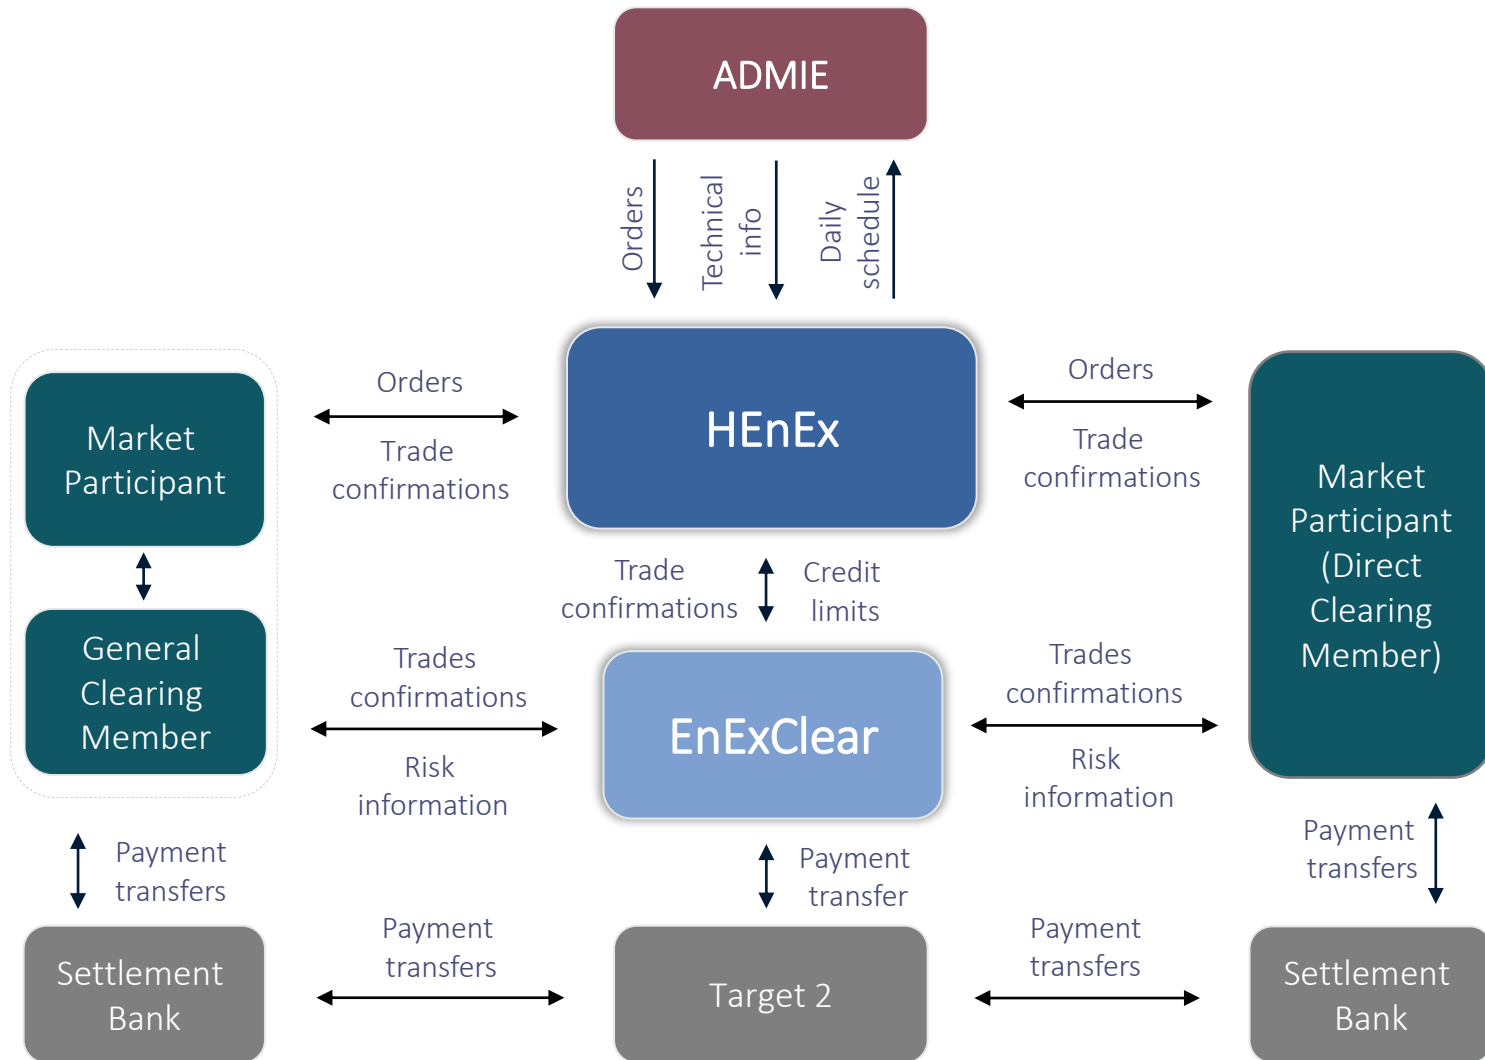 ADMIE
Orders
Technical
info
Daily
schedule
HEnEx
Orders
Trade
confirmations
Orders
Trade
confirmations
Market
Participant
Market
Participant
(Direct
Clearing
Member)
Trade
confirmations
Credit
limits
General
Clearing
Member
Trades
confirmations
Risk
information
EnExClear
Trades
confirmations
Risk
information
Payment
transfers
Payment
transfer
Payment
transfers
Settlement
Bank
Payment
transfers
Target 2
Payment
transfers
Settlement
Bank